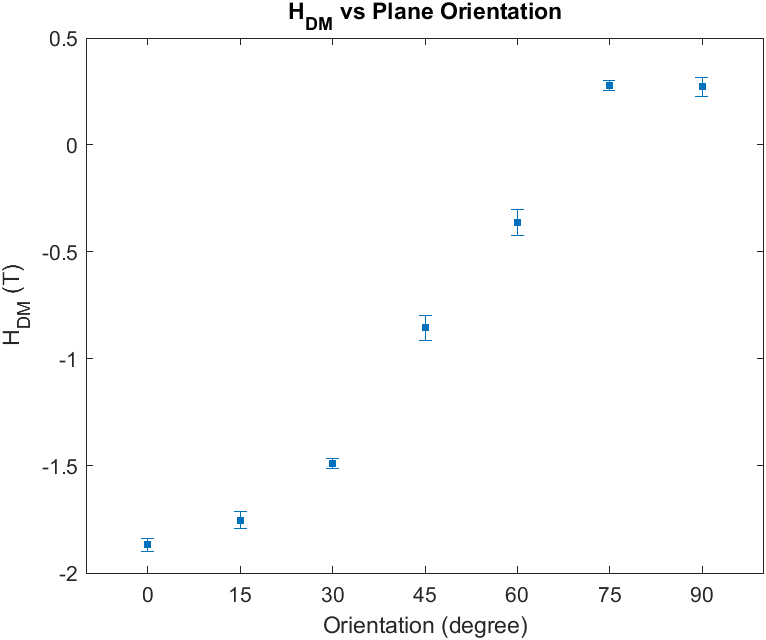 H_DM vs Plane Orientation
0.5
0
-0.5
-1
-1.5
-2
H_DM (T)
0 15 30 45 60 75 90
Orientation (degree)